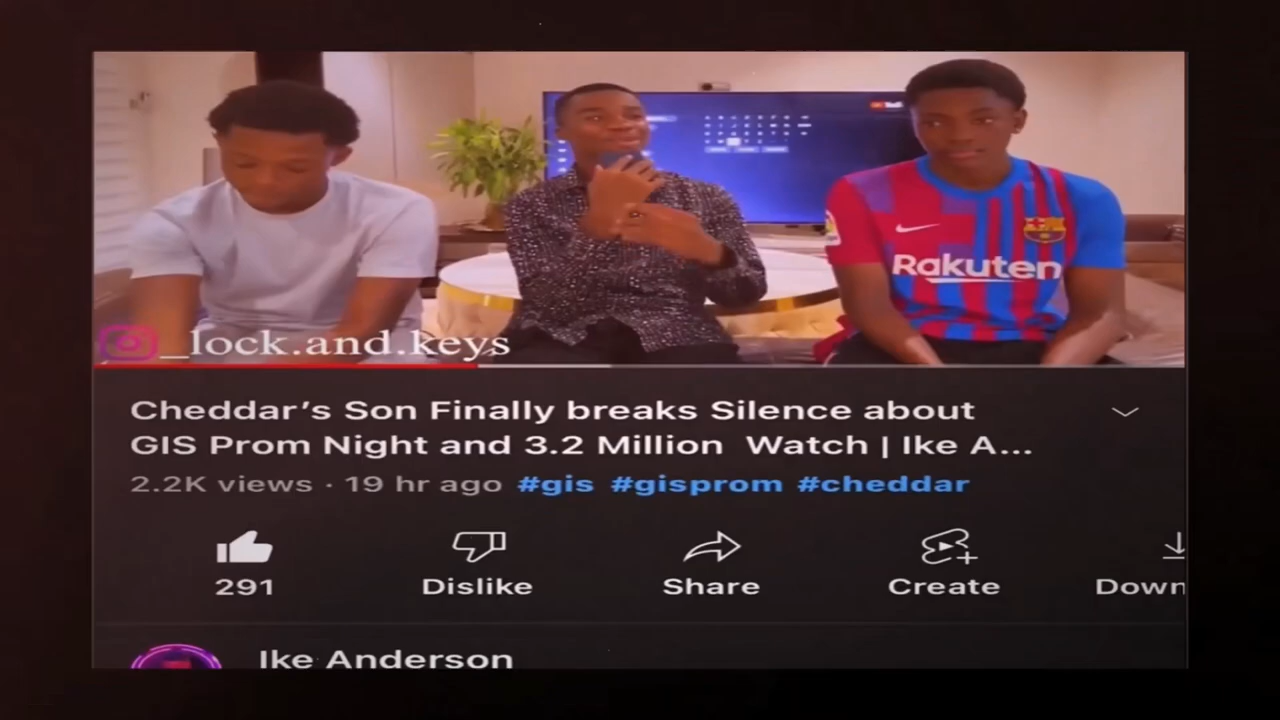 Rakuten
_lock.and.keys
Cheddar's Son Finally breaks Silence about
GIS Prom Night and 3.2 Million Watch | Ike A...
2.2K views · 19 hr ago #gis #gisprom #cheddar
291
Dislike
Share
Create
Down
Ike Anderson